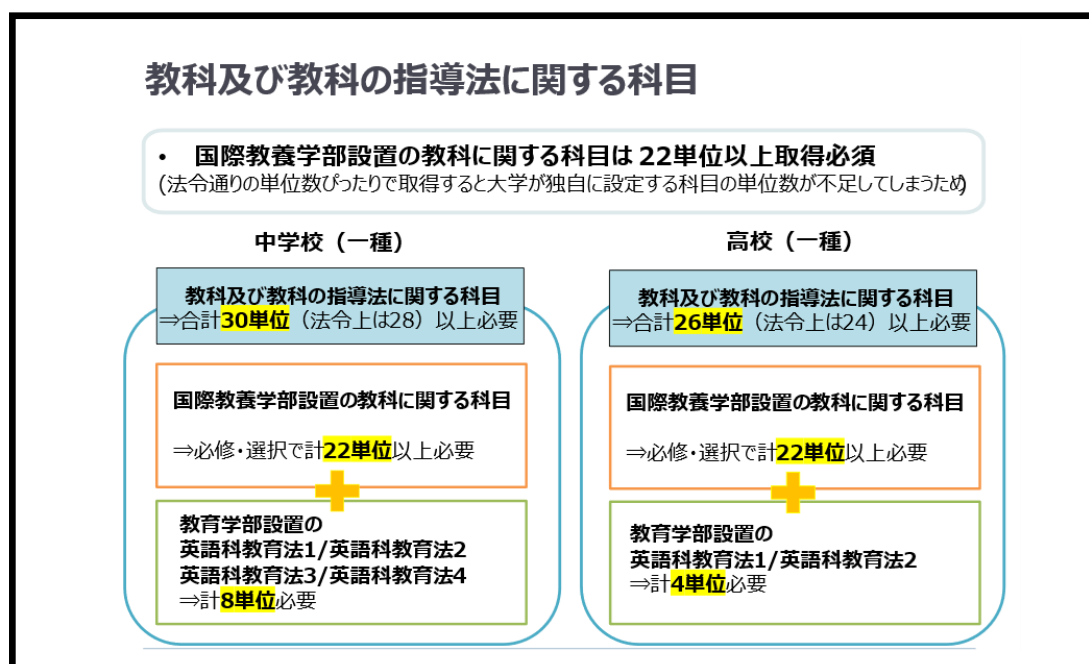 教科及び教科の指導法に関する科目
• 国際教養学部設置の教科に関する科目は 22単位以上取得必須
(法令通りの単位数ぴったりで取得すると大学が独自に設定する科目の単位数が不足してしまうため)
中学校（一種）
教科及び教科の指導法に関する科目
⇒合計30単位（法令上は28）以上必要
国際教養学部設置の教科に関する科目
⇒必修・選択で計22単位以上必要
教育学部設置の
英語科教育法1/英語科教育法2
英語科教育法3/英語科教育法4
⇒計8単位必要
高校（一種）
教科及び教科の指導法に関する科目
⇒合計26単位（法令上は24）以上必要
国際教養学部設置の教科に関する科目
⇒必修・選択で計22単位以上必要
教育学部設置の
英語科教育法1/英語科教育法2
⇒計4単位必要